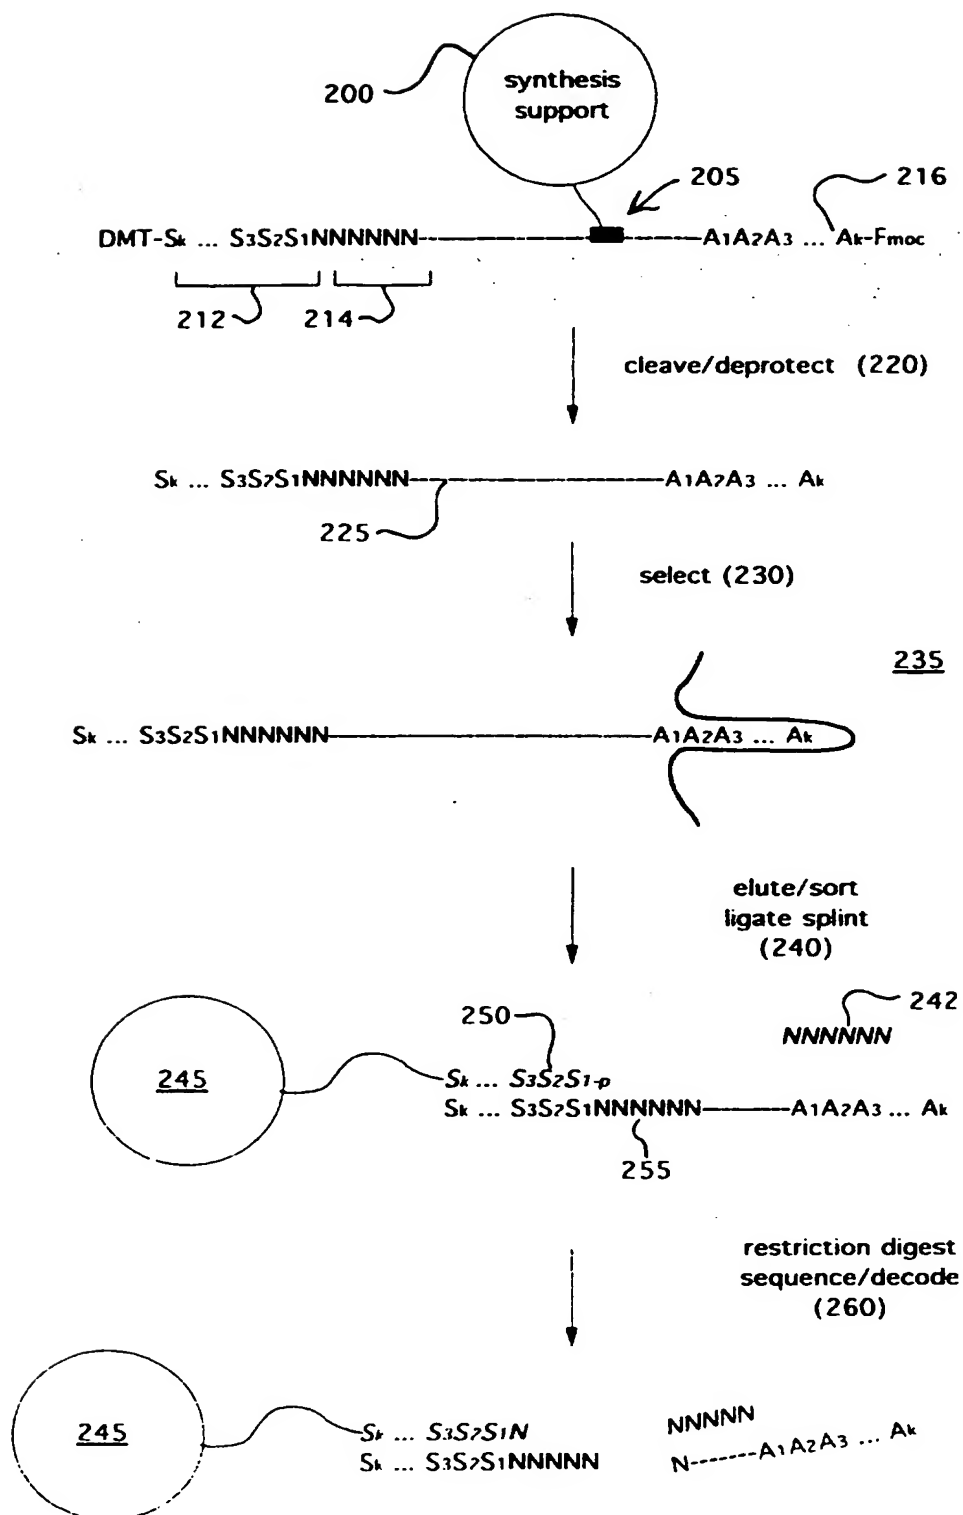 synthesis
support
200
205
216
DMT-Sk ... S3S2S1NNNNNN
A1A2A3 ... Ak-Fmoc
212
214
cleave/deprotect (220)
Sk ... S3S2S1NNNNNN
A1A2A3 ... Ak
225
select (230)
235
Sk ... S3S2S1NNNNNN
A1A2A3 ... Ak
elute/sort
ligate splint
(240)
250
242
NNNNNN
245
Sk ... S3S2S1-p
Sk ... S3S2S1NNNNNN
A1A2A3 ... Ak
255
restriction digest
sequence/decode
(260)
245
Sk ... S3S2S1N
Sk ... S3S2S1NNNNN
NNNNN
N------A1A2A3 ... Ak